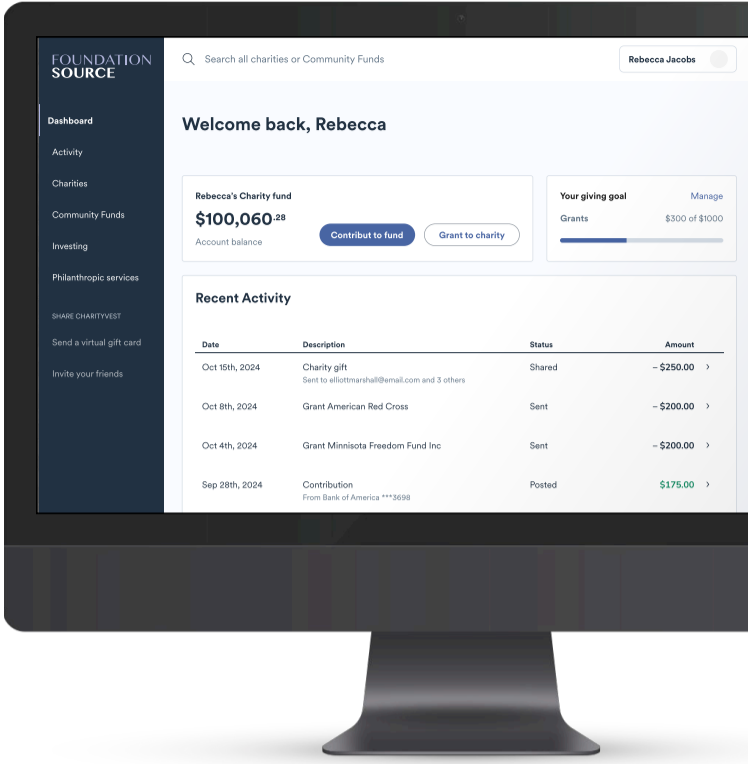 FOUNDATION
SOURCE
Search all charities or Community Funds
Rebecca Jacobs
Dashboard
Activity
Charities
Community Funds
Investing
Philanthropic services
SHARE CHARITYVEST
Send a virtual gift card
Invite your friends
Welcome back, Rebecca
Rebecca's Charity fund
$100,060.28
Account balance
Contribut to fund
Grant to charity
Your giving goal
Manage
Grants
$300 of $1000
Recent Activity
Date Description Status Amount
Oct 15th, 2024 Charity gift Shared – $250.00
Sent to elliottmarshall@email.com and 3 others
Oct 8th, 2024 Grant American Red Cross Sent – $200.00
Oct 4th, 2024 Grant Minnisota Freedom Fund Inc Sent – $200.00
Sep 28th, 2024 Contribution Posted $175.00
From Bank of America ***3698